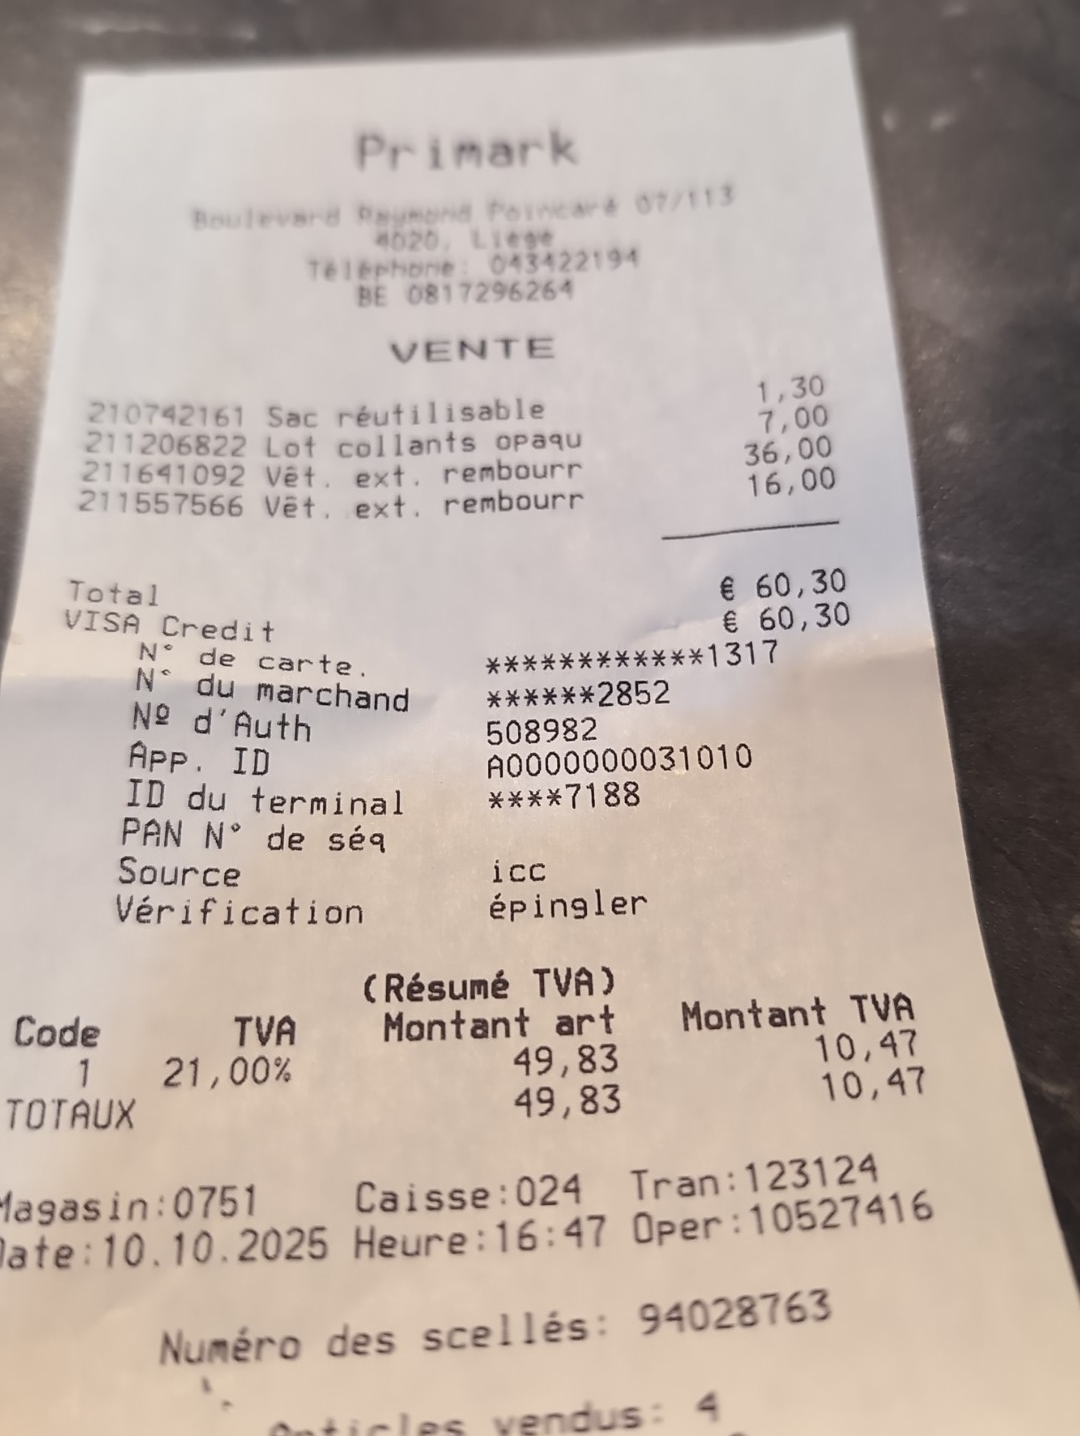 Primark
Boulevard Raymond Poincaré 07/113
4020, Liège
Téléphone: 043422194
BE 0817296264
VENTE
210742161 Sac réutilisable 1,30
211206822 Lot collants opaqu 7,00
211641092 Vêt. ext. rembourr 36,00
211557566 Vêt. ext. rembourr 16,00
Total € 60,30
VISA Credit € 60,30
N° de carte. ************1317
N° du marchand ******2852
Nº d'Auth 508982
App. ID A0000000031010
ID du terminal ****7188
PAN N° de séq
Source icc
Vérification épingler
(Résumé TVA)
Code TVA Montant art Montant TVA
1 21,00% 49,83 10,47
TOTAUX 49,83 10,47
Magasin:0751 Caisse:024 Tran:123124
Date:10.10.2025 Heure:16:47 Oper:10527416
Numéro des scellés: 94028763
Articles vendus: 4